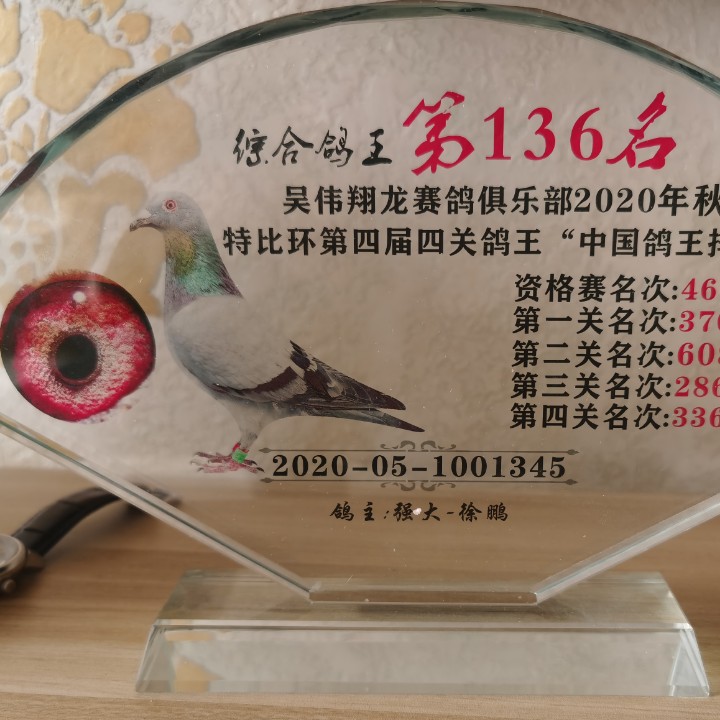 综合鸽王第136名
吴伟翔龙赛鸽俱乐部2020年秋
特比环第四届四关鸽王“中国鸽王
资格赛名次:46
第一关名次:37
第二关名次:60
第三关名次:286
第四关名次:336
2020-05-1001345
鸽主:强大-徐鹏